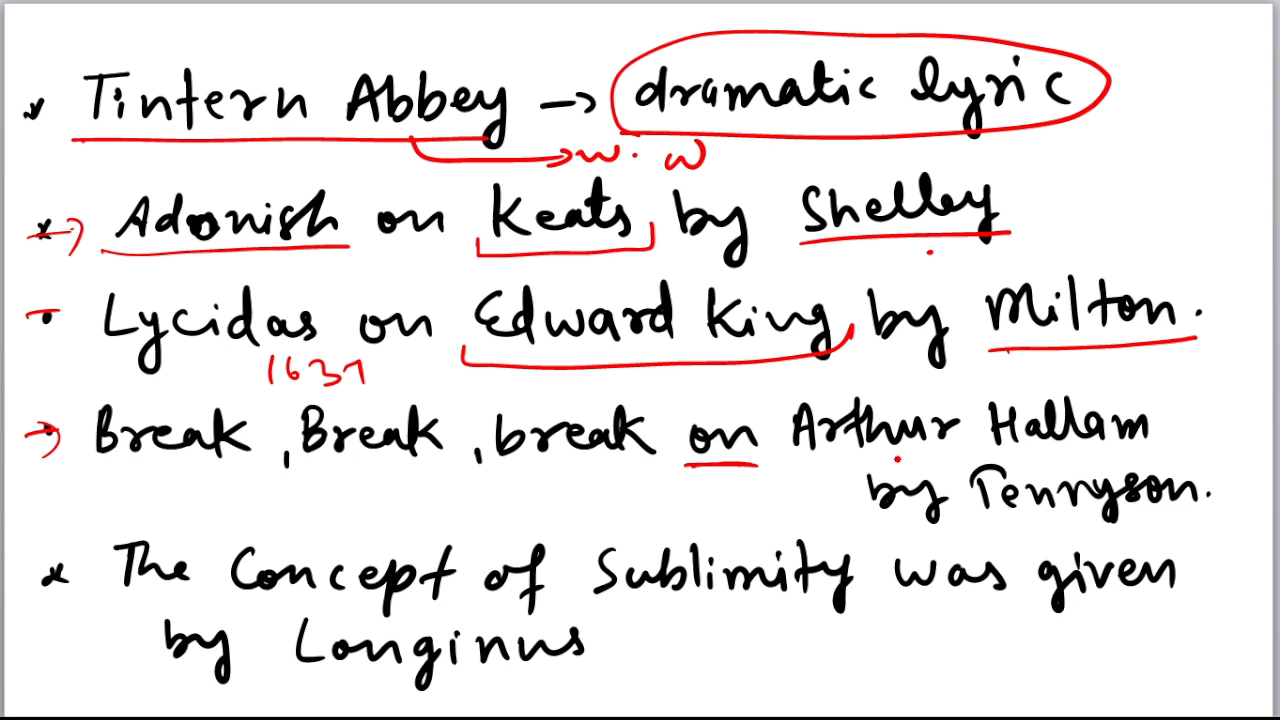 Tintern Abbey → dramatic lyric
→ W. W
Adonish on Keats by Shelley
Lycidas on Edward King by Milton.
1637
Break, Break, break on Arthur Hallam
by Tennyson.
The Concept of Sublimity was given
by Longinus